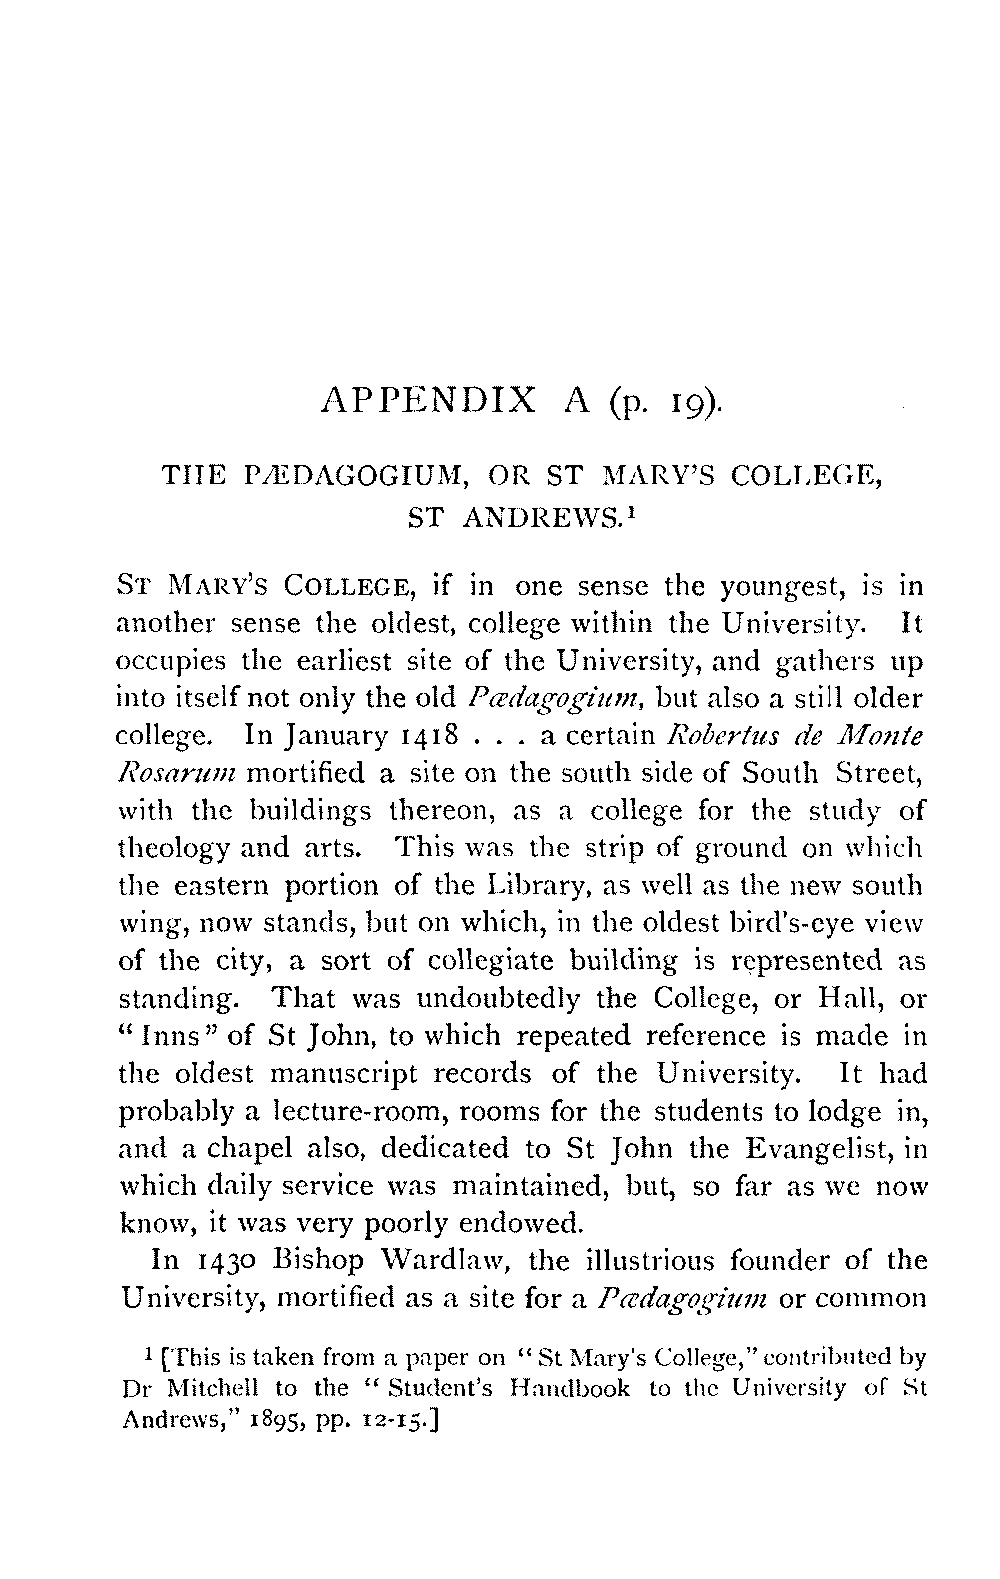 APPENDIX A (p. 19).
THE PÆDAGOGIUM, OR ST MARY'S COLLEGE,
ST ANDREWS.¹
ST MARY'S COLLEGE, if in one sense the youngest, is in
another sense the oldest, college within the University. It
occupies the earliest site of the University, and gathers up
into itself not only the old Pædagogium, but also a still older
college. In January 1418 . . . a certain Robertus de Monte
Rosarum mortified a site on the south side of South Street,
with the buildings thereon, as a college for the study of
theology and arts. This was the strip of ground on which
the eastern portion of the Library, as well as the new south
wing, now stands, but on which, in the oldest bird's-eye view
of the city, a sort of collegiate building is represented as
standing. That was undoubtedly the College, or Hall, or
“Inns” of St John, to which repeated reference is made in
the oldest manuscript records of the University. It had
probably a lecture-room, rooms for the students to lodge in,
and a chapel also, dedicated to St John the Evangelist, in
which daily service was maintained, but, so far as we now
know, it was very poorly endowed.
In 1430 Bishop Wardlaw, the illustrious founder of the
University, mortified as a site for a Pædagogium or common
¹ [This is taken from a paper on “St Mary's College,” contributed by
Dr Mitchell to the “Student's Handbook to the University of St
Andrews,” 1895, pp. 12-15.]